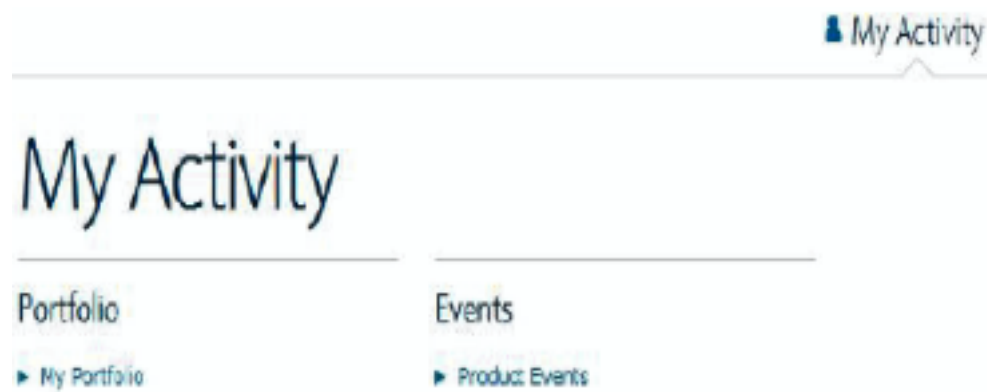 My Activity
My Activity
Portfolio
Events
My Portfolio
Product Events